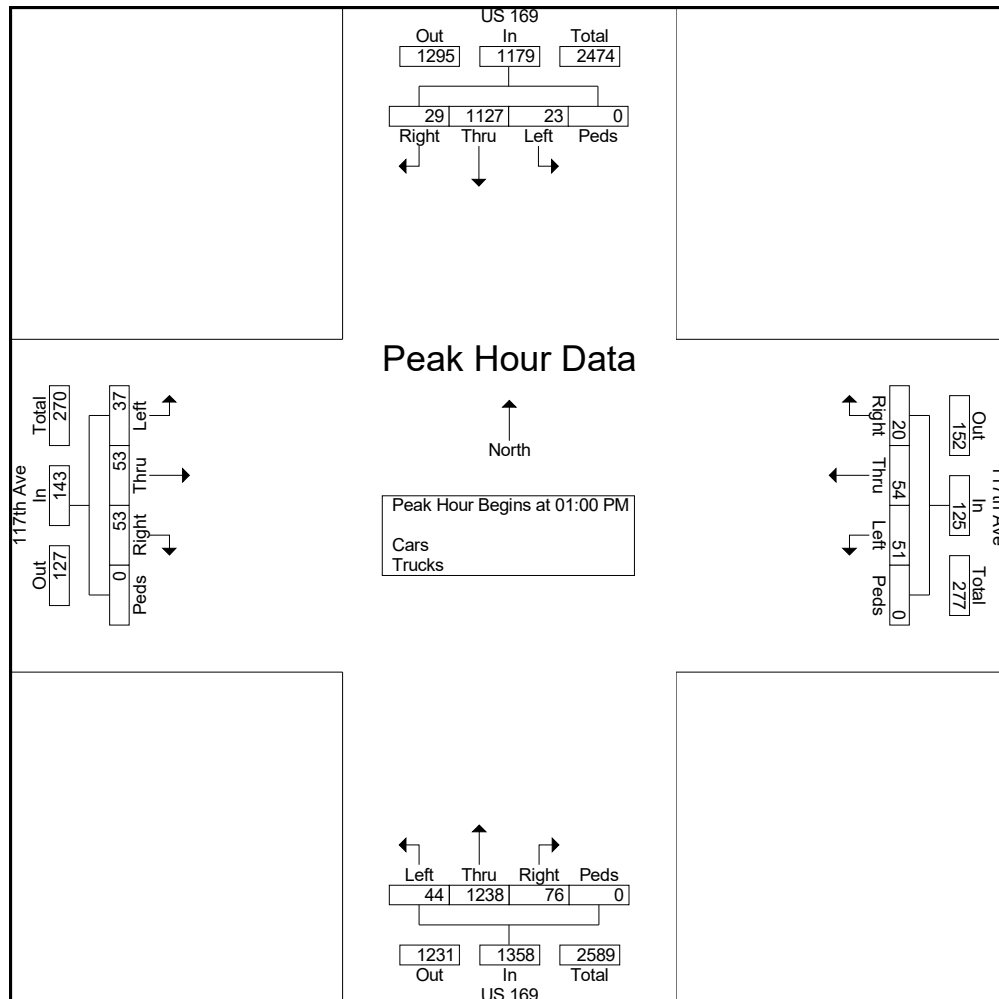 US 169
Out In Total
1295 1179 2474
29 1127 23 0
Right Thru Left Peds
Peak Hour Data
North
Peak Hour Begins at 01:00 PM
Cars
Trucks
117th Ave
Total In Out
270 143 127
37 53 53 0
Left Thru Right Peds
Right Thru Left Peds
20 54 51 0
Out In Total
152 125 277
117th Ave
Left Thru Right Peds
44 1238 76 0
1231 1358 2589
Out In Total
US 169